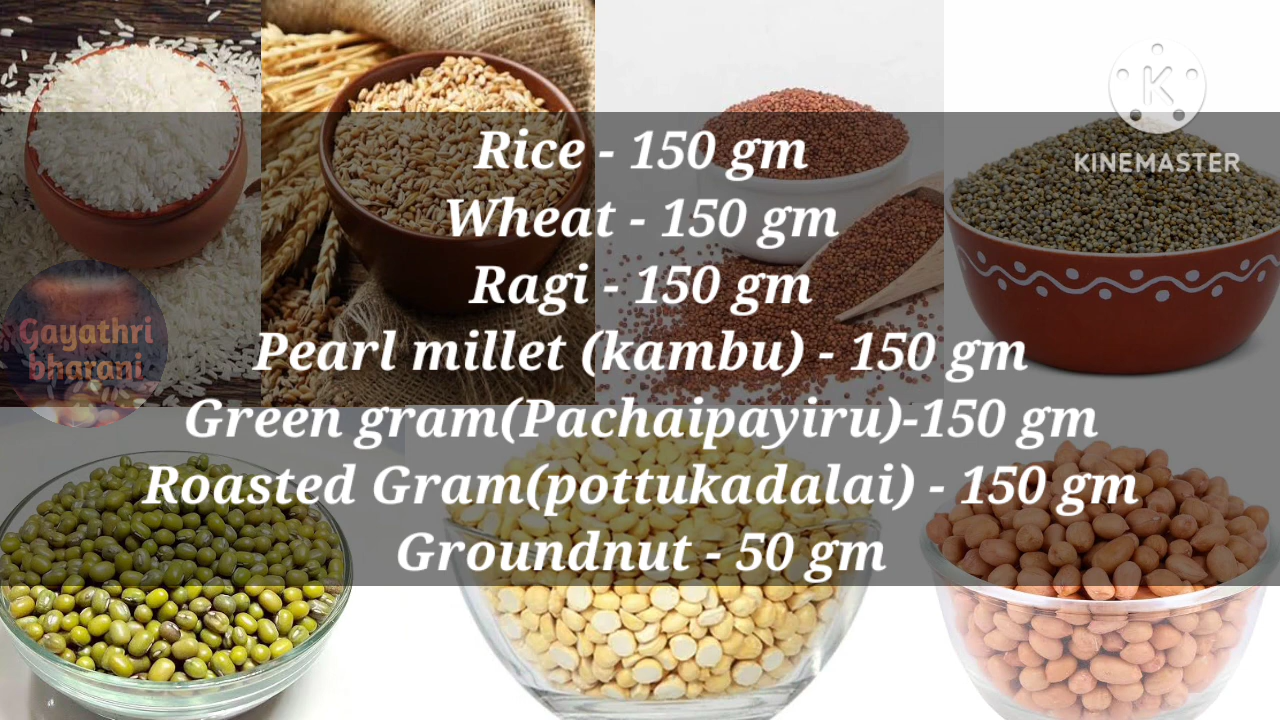 KINEMASTER
Rice - 150 gm
Wheat - 150 gm
Ragi - 150 gm
Pearl millet (kambu) - 150 gm
Green gram(Pachaipayiru)-150 gm
Roasted Gram(pottukadalai) - 150 gm
Groundnut - 50 gm
Gayathri
bharani